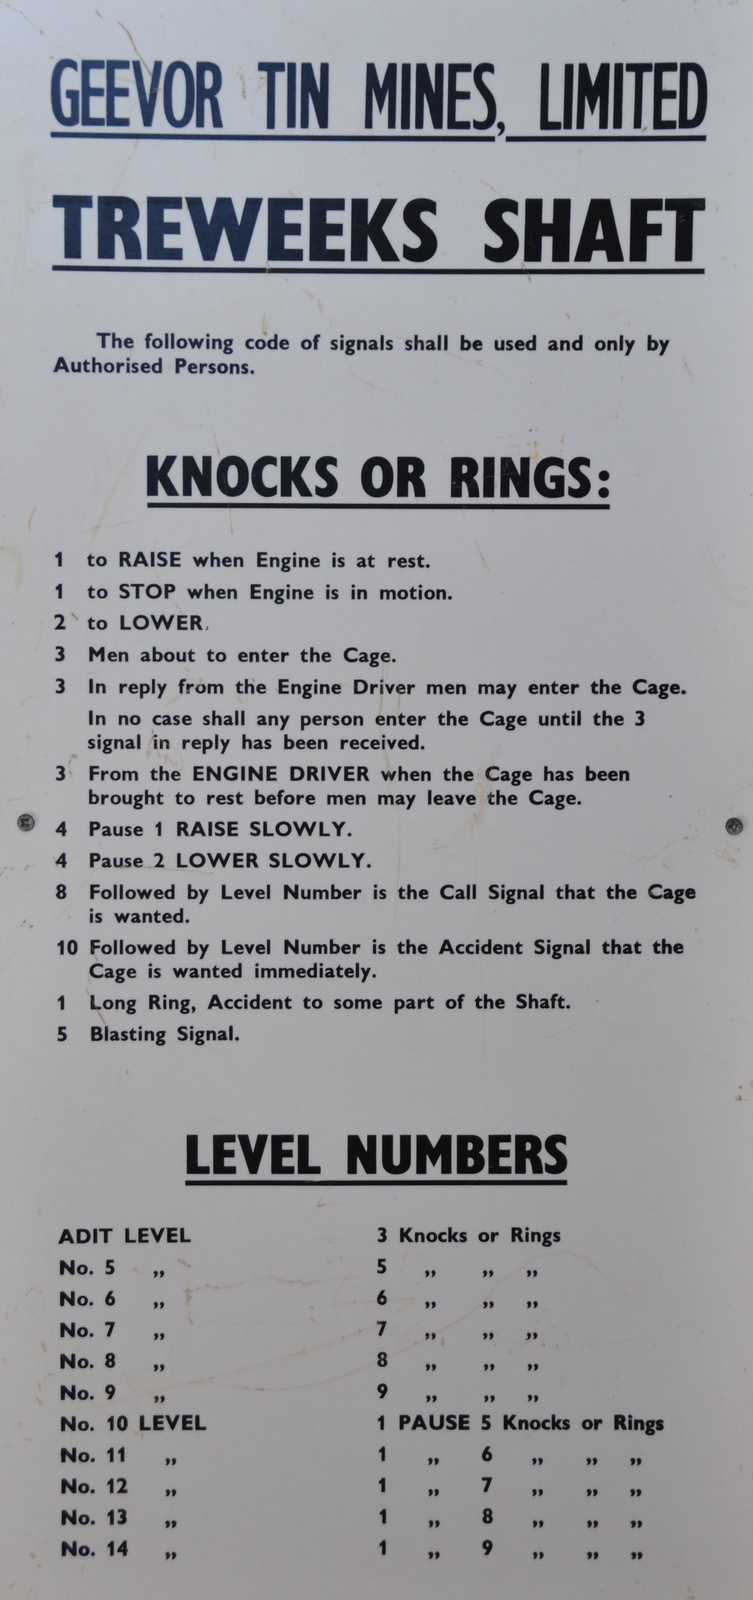 GEEVOR TIN MINES, LIMITED
TREWEEKS SHAFT
The following code of signals shall be used and only by
Authorised Persons.
KNOCKS OR RINGS:
1 to RAISE when Engine is at rest.
1 to STOP when Engine is in motion.
2 to LOWER.
3 Men about to enter the Cage.
3 In reply from the Engine Driver men may enter the Cage.
In no case shall any person enter the Cage until the 3
signal in reply has been received.
3 From the ENGINE DRIVER when the Cage has been
brought to rest before men may leave the Cage.
4 Pause 1 RAISE SLOWLY.
4 Pause 2 LOWER SLOWLY.
8 Followed by Level Number is the Call Signal that the Cage
is wanted.
10 Followed by Level Number is the Accident Signal that the
Cage is wanted immediately.
1 Long Ring, Accident to some part of the Shaft.
5 Blasting Signal.
LEVEL NUMBERS
ADIT LEVEL 3 Knocks or Rings
No. 5 ,, 5 ,, ,, ,,
No. 6 ,, 6 ,, ,, ,,
No. 7 ,, 7 ,, ,, ,,
No. 8 ,, 8 ,, ,, ,,
No. 9 ,, 9 ,, ,, ,,
No. 10 LEVEL 1 PAUSE 5 Knocks or Rings
No. 11 ,, 1 ,, 6 ,, ,, ,,
No. 12 ,, 1 ,, 7 ,, ,, ,,
No. 13 ,, 1 ,, 8 ,, ,, ,,
No. 14 ,, 1 ,, 9 ,, ,, ,,